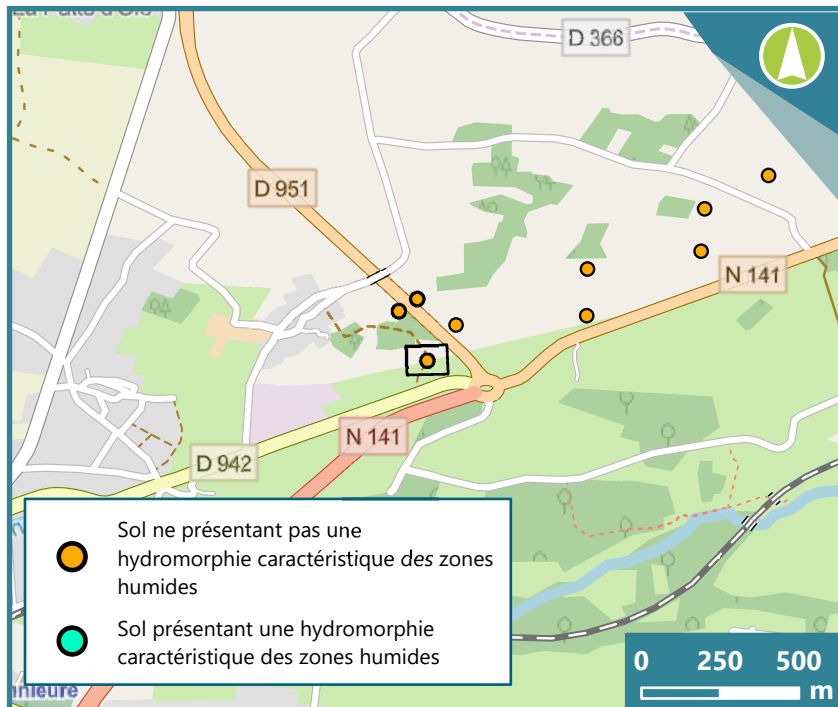 D 366
D 951
N 141
N 141
D 942
Sol ne présentant pas une
hydromorphie caractéristique des zones
humides
Sol présentant une hydromorphie
caractéristique des zones humides
0 250 500
m